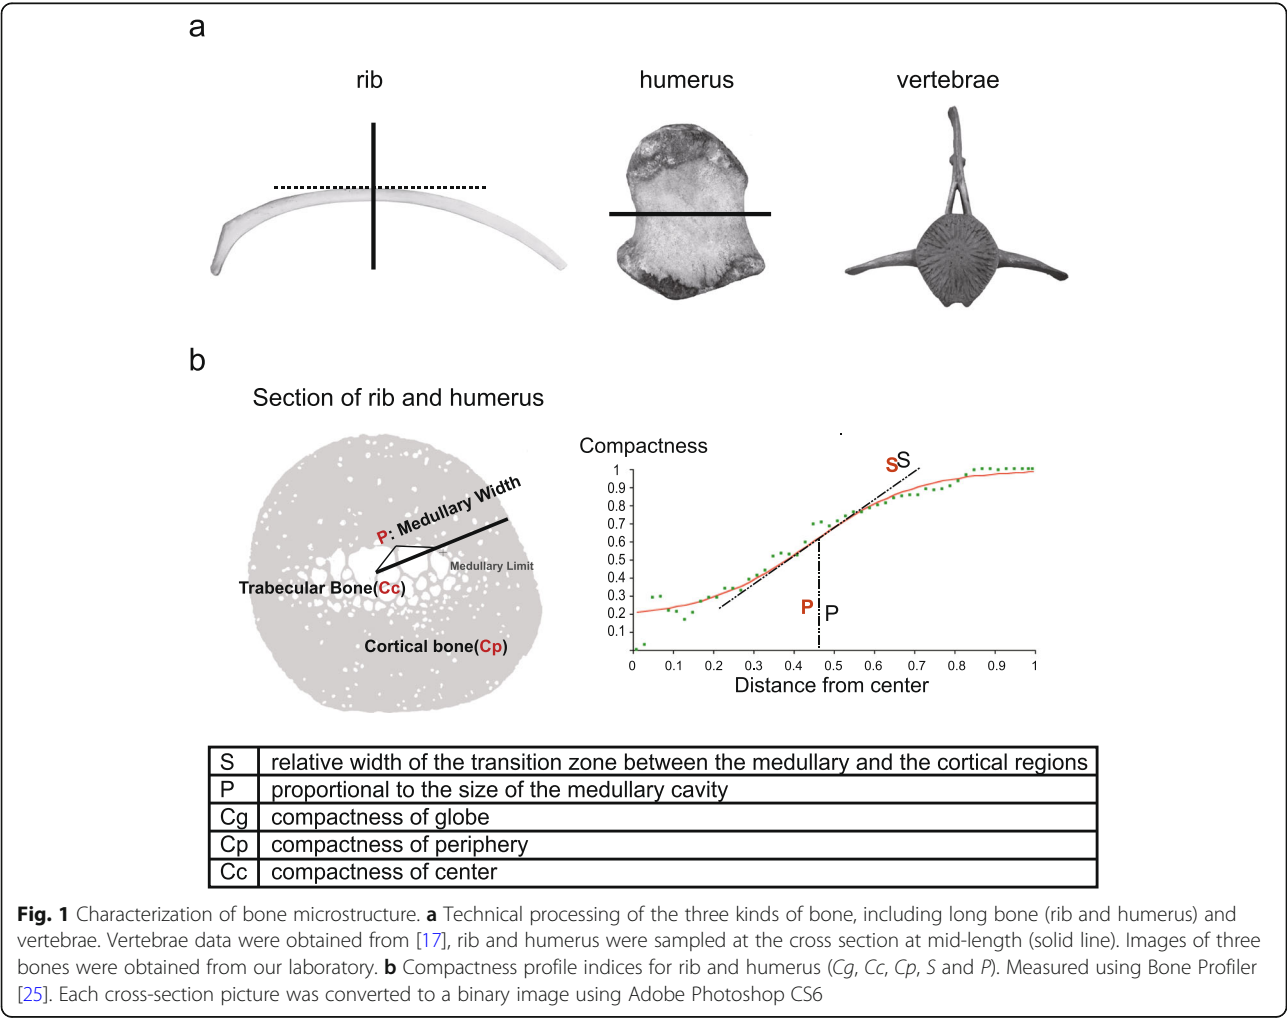 a
rib
humerus
vertebrae
b
Section of rib and humerus
P: Medullary Width
Medullary Limit
Trabecular Bone(Cc)
Cortical bone(Cp)
Compactness
SS
1
0.9
0.8
0.7
0.6
0.5
0.4
0.3
0.2
0.1
P P
0 0.1 0.2 0.3 0.4 0.5 0.6 0.7 0.8 0.9 1
Distance from center
S relative width of the transition zone between the medullary and the cortical regions
P proportional to the size of the medullary cavity
Cg compactness of globe
Cp compactness of periphery
Cc compactness of center
Fig. 1 Characterization of bone microstructure. a Technical processing of the three kinds of bone, including long bone (rib and humerus) and
vertebrae. Vertebrae data were obtained from [17], rib and humerus were sampled at the cross section at mid-length (solid line). Images of three
bones were obtained from our laboratory. b Compactness profile indices for rib and humerus (Cg, Cc, Cp, S and P). Measured using Bone Profiler
[25]. Each cross-section picture was converted to a binary image using Adobe Photoshop CS6